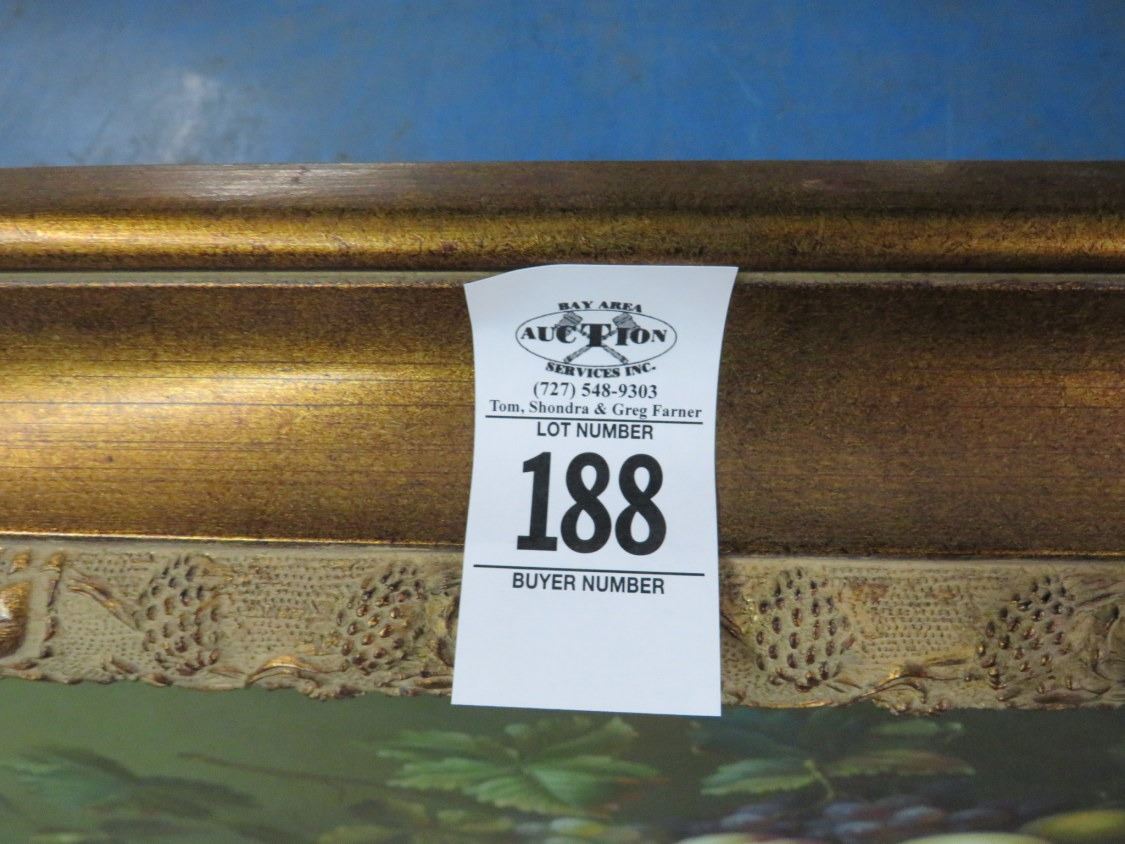 BAY AREA
AUCTION
SERVICES INC.
(727) 548-9303
Tom, Shondra & Greg Farner
LOT NUMBER
188
BUYER NUMBER